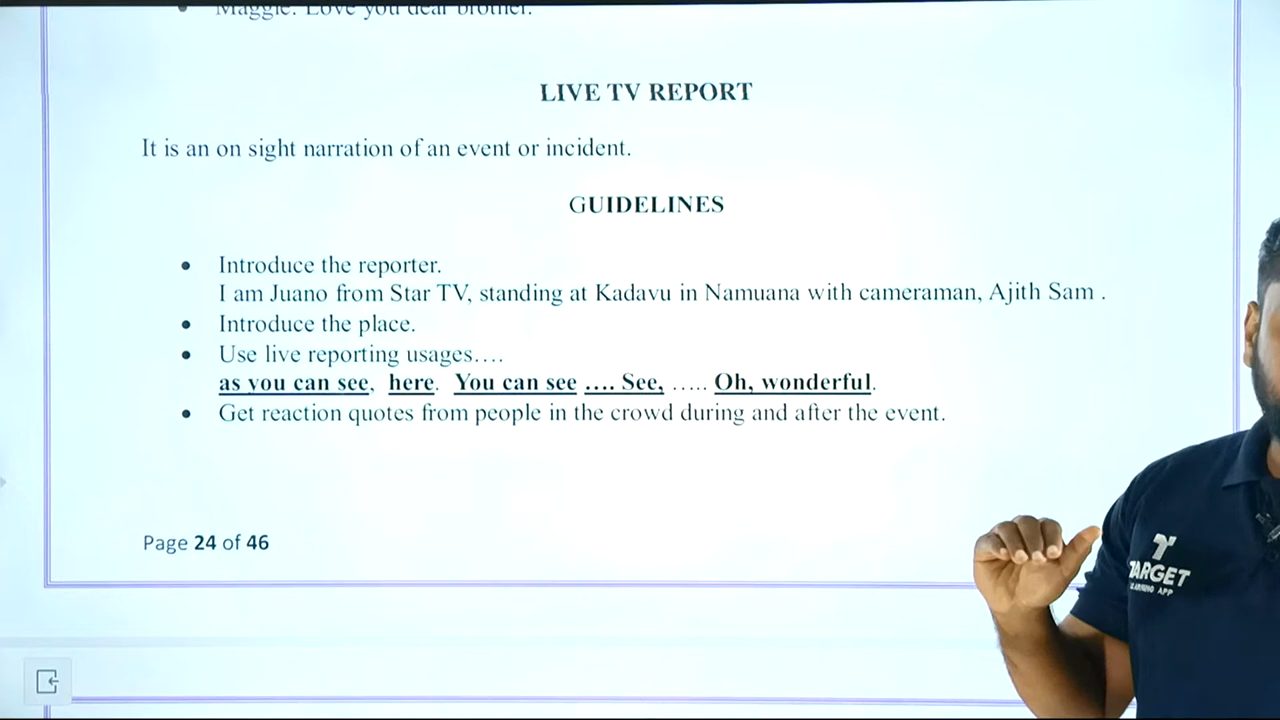 Maggie: Love you dear brother.
LIVE TV REPORT
It is an on sight narration of an event or incident.
GUIDELINES
Introduce the reporter.
I am Juano from Star TV, standing at Kadavu in Namuana with cameraman, Ajith Sam .
Introduce the place.
Use live reporting usages….
as you can see, here. You can see …. See, ….. Oh, wonderful.
Get reaction quotes from people in the crowd during and after the event.
Page 24 of 46
TARGET
LEARNING APP